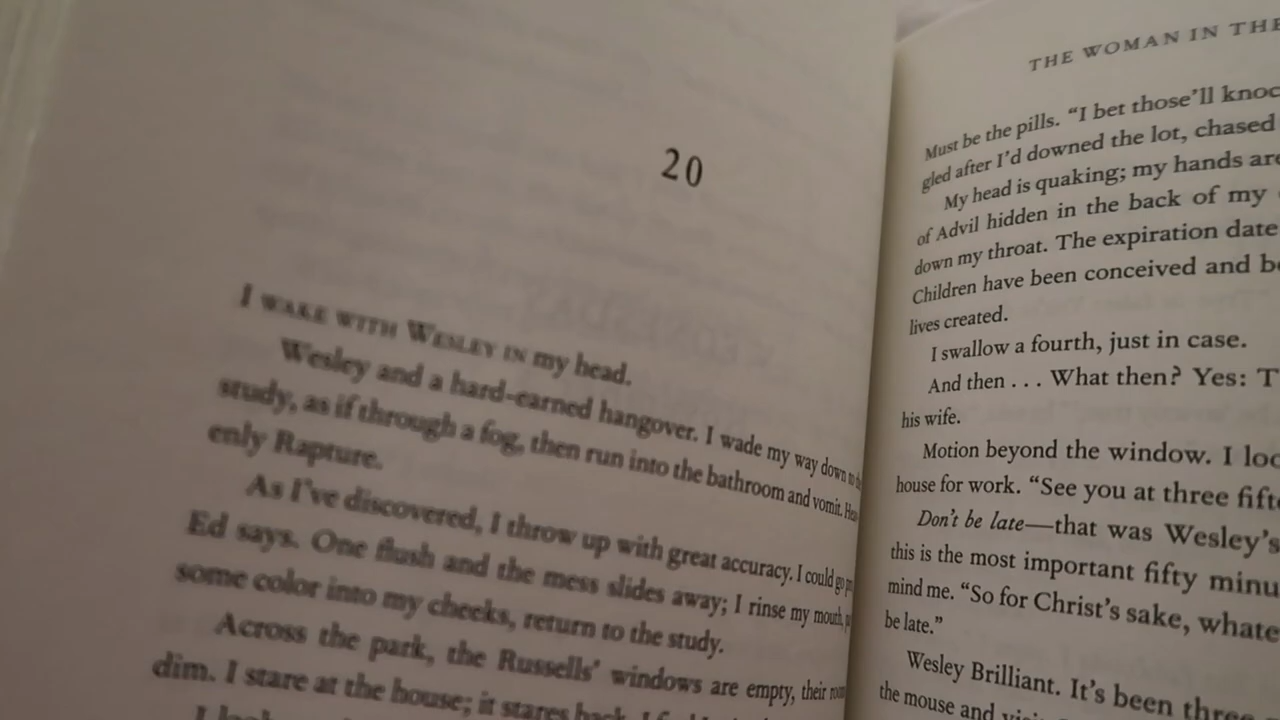 20
I WAKE WITH WESLEY IN my head.
Wesley and a hard-earned hangover. I wade my way down to the
study, as if through a fog, then run into the bathroom and vomit. Heav-
enly Rapture.
As I've discovered, I throw up with great accuracy. I could go
Ed says. One flush and the mess slides away; I rinse my mouth,
some color into my cheeks, return to the study.
Across the park, the Russells' windows are empty, their
dim. I stare at the house; it stares back. I
THE WOMAN IN THE
Must be the pills. “I bet those'll knoc
gled after I'd downed the lot, chased
My head is quaking; my hands are
of Advil hidden in the back of my
down my throat. The expiration date
Children have been conceived and b
lives created.
I swallow a fourth, just in case.
And then . . . What then? Yes: T
his wife.
Motion beyond the window. I loo
house for work. “See you at three fift
Don't be late—that was Wesley's
this is the most important fifty minu
mind me. “So for Christ's sake, whate
be late.”
Wesley Brilliant. It's been three
the mouse and